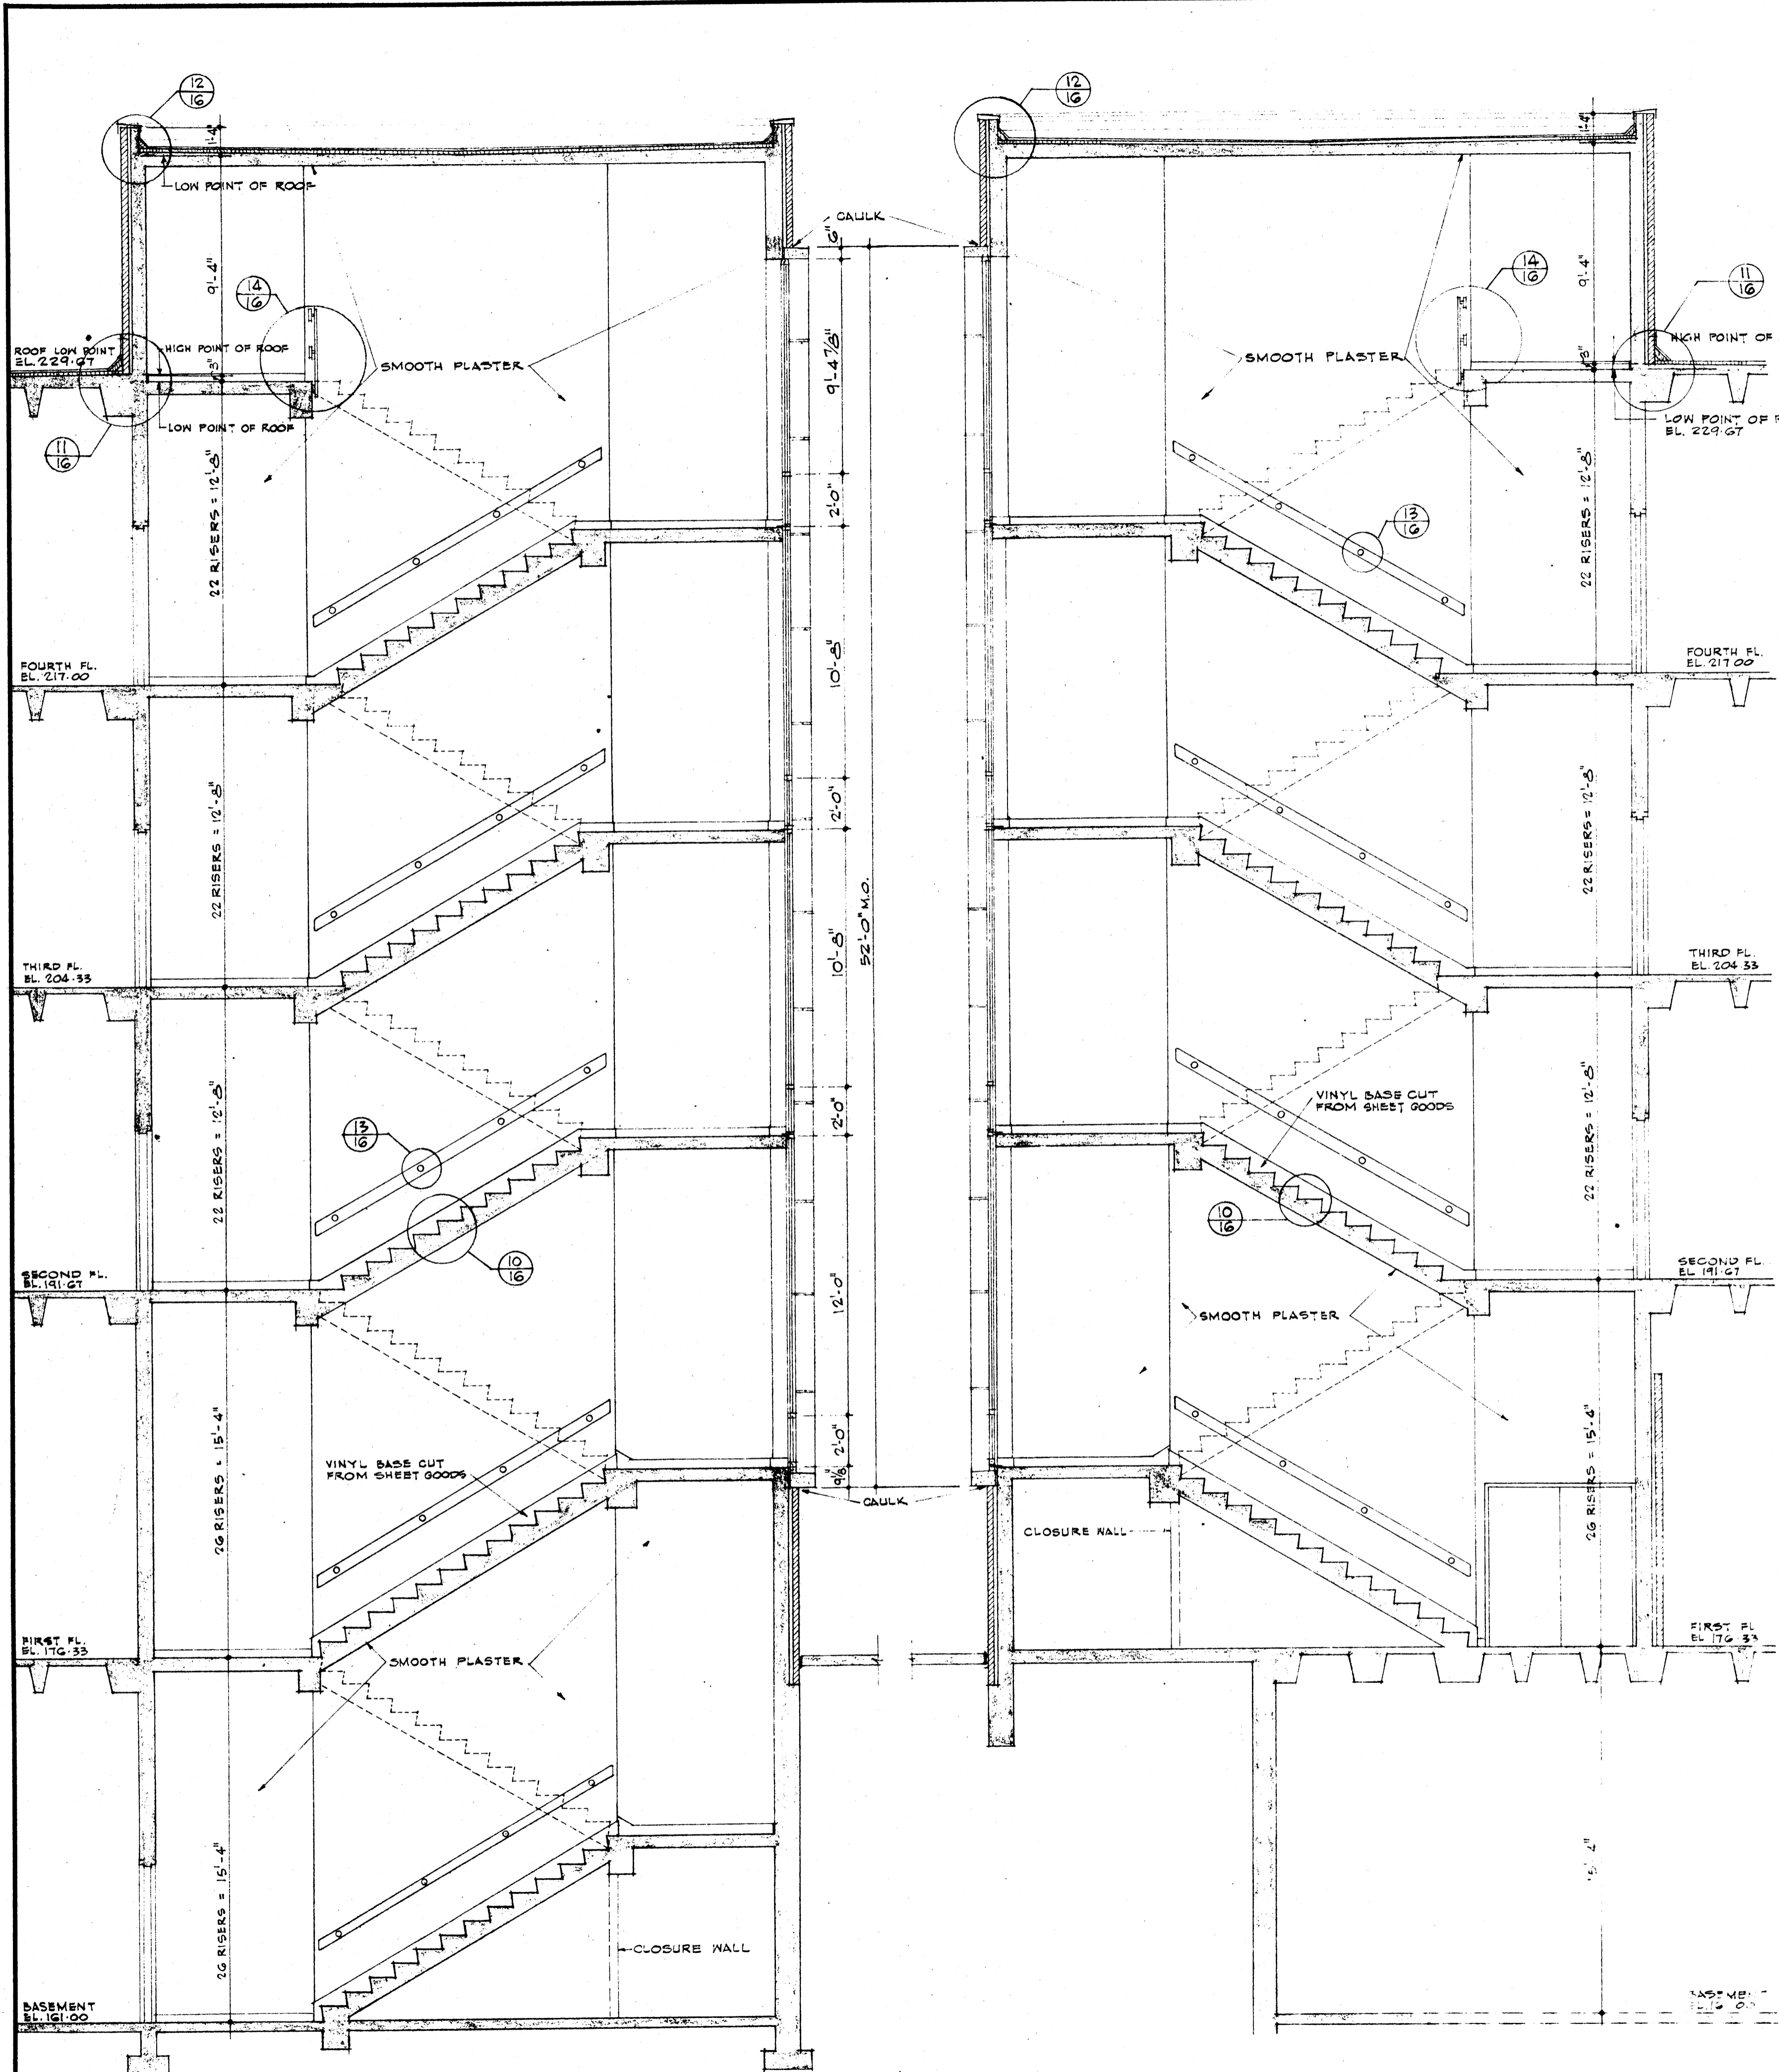 12
16
1'-4"
LOW POINT OF ROOF
9'-4"
14
16
ROOF LOW POINT
EL. 229.67
HIGH POINT OF ROOF
3"
LOW POINT OF ROOF
11
16
SMOOTH PLASTER
22 RISERS = 12'-8"
FOURTH FL.
EL. 217.00
22 RISERS = 12'-8"
THIRD FL.
EL. 204.33
22 RISERS = 12'-8"
13
16
10
16
SECOND FL.
EL. 191.67
26 RISERS = 15'-4"
VINYL BASE CUT
FROM SHEET GOODS
FIRST FL.
EL. 176.33
SMOOTH PLASTER
26 RISERS = 15'-4"
CLOSURE WALL
BASEMENT
EL. 161.00
CAULK
6"
9'-4 7/8"
2'-0"
10'-8"
2'-0"
10'-8"
52'-0" M.O.
2'-0"
12'-0"
2'-0"
CAULK
12
16
1'-4"
9'-4"
14
16
11
16
HIGH POINT OF
3"
LOW POINT OF
EL. 229.67
SMOOTH PLASTER
22 RISERS = 12'-8"
13
16
FOURTH FL.
EL. 217.00
22 RISERS = 12'-8"
THIRD FL.
EL. 204.33
VINYL BASE CUT
FROM SHEET GOODS
22 RISERS = 12'-8"
10
16
SECOND FL.
EL. 191.67
SMOOTH PLASTER
26 RISERS = 15'-4"
CLOSURE WALL
FIRST FL
EL 176.33
15'-4"
BASEMENT